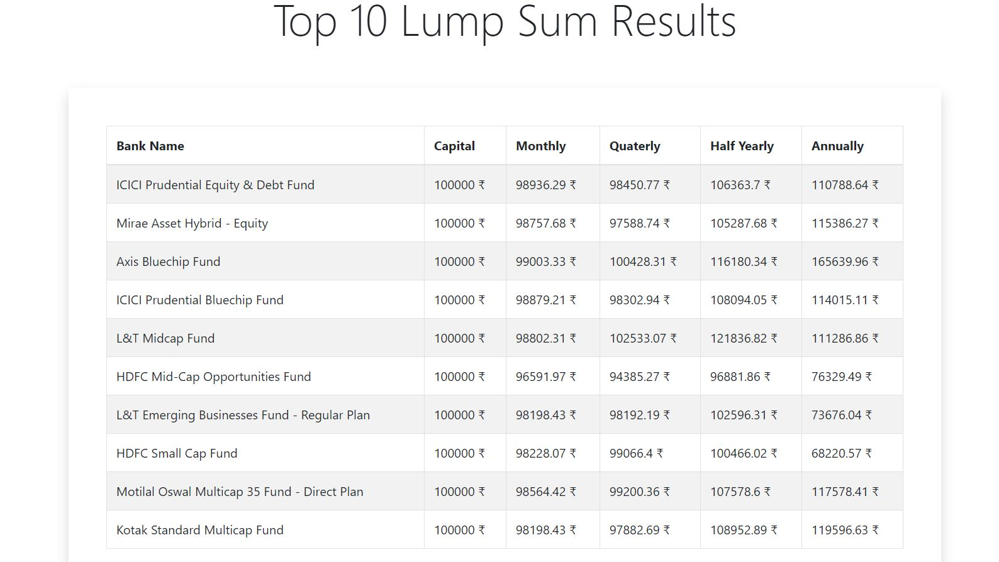 Top 10 Lump Sum Results
Bank Name Capital Monthly Quaterly Half Yearly Annually
ICICI Prudential Equity & Debt Fund 100000 ₹ 98936.29 ₹ 98450.77 ₹ 106363.7 ₹ 110788.64 ₹
Mirae Asset Hybrid - Equity 100000 ₹ 98757.68 ₹ 97588.74 ₹ 105287.68 ₹ 115386.27 ₹
Axis Bluechip Fund 100000 ₹ 99003.33 ₹ 100428.31 ₹ 116180.34 ₹ 165639.96 ₹
ICICI Prudential Bluechip Fund 100000 ₹ 98879.21 ₹ 98302.94 ₹ 108094.05 ₹ 114015.11 ₹
L&T Midcap Fund 100000 ₹ 98802.31 ₹ 102533.07 ₹ 121836.82 ₹ 111286.86 ₹
HDFC Mid-Cap Opportunities Fund 100000 ₹ 96591.97 ₹ 94385.27 ₹ 96881.86 ₹ 76329.49 ₹
L&T Emerging Businesses Fund - Regular Plan 100000 ₹ 98198.43 ₹ 98192.19 ₹ 102596.31 ₹ 73676.04 ₹
HDFC Small Cap Fund 100000 ₹ 98228.07 ₹ 99066.4 ₹ 100466.02 ₹ 68220.57 ₹
Motilal Oswal Multicap 35 Fund - Direct Plan 100000 ₹ 98564.42 ₹ 99200.36 ₹ 107578.6 ₹ 117578.41 ₹
Kotak Standard Multicap Fund 100000 ₹ 98198.43 ₹ 97882.69 ₹ 108952.89 ₹ 119596.63 ₹